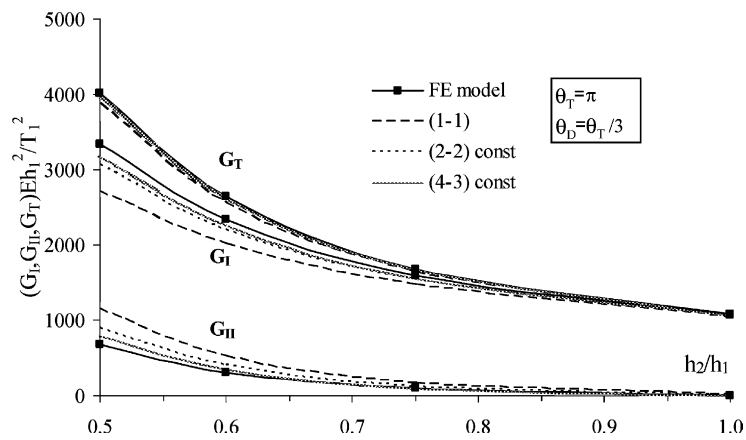 5000
4000
3000
2000
1000
0
(G_I,G_II,G_T)Eh_1^2/T_1^2
G_T
G_I
G_II
FE model
(1-1)
(2-2) const
(4-3) const
θ_T=π
θ_D=θ_T/3
h_2/h_1
0.5 0.6 0.7 0.8 0.9 1.0